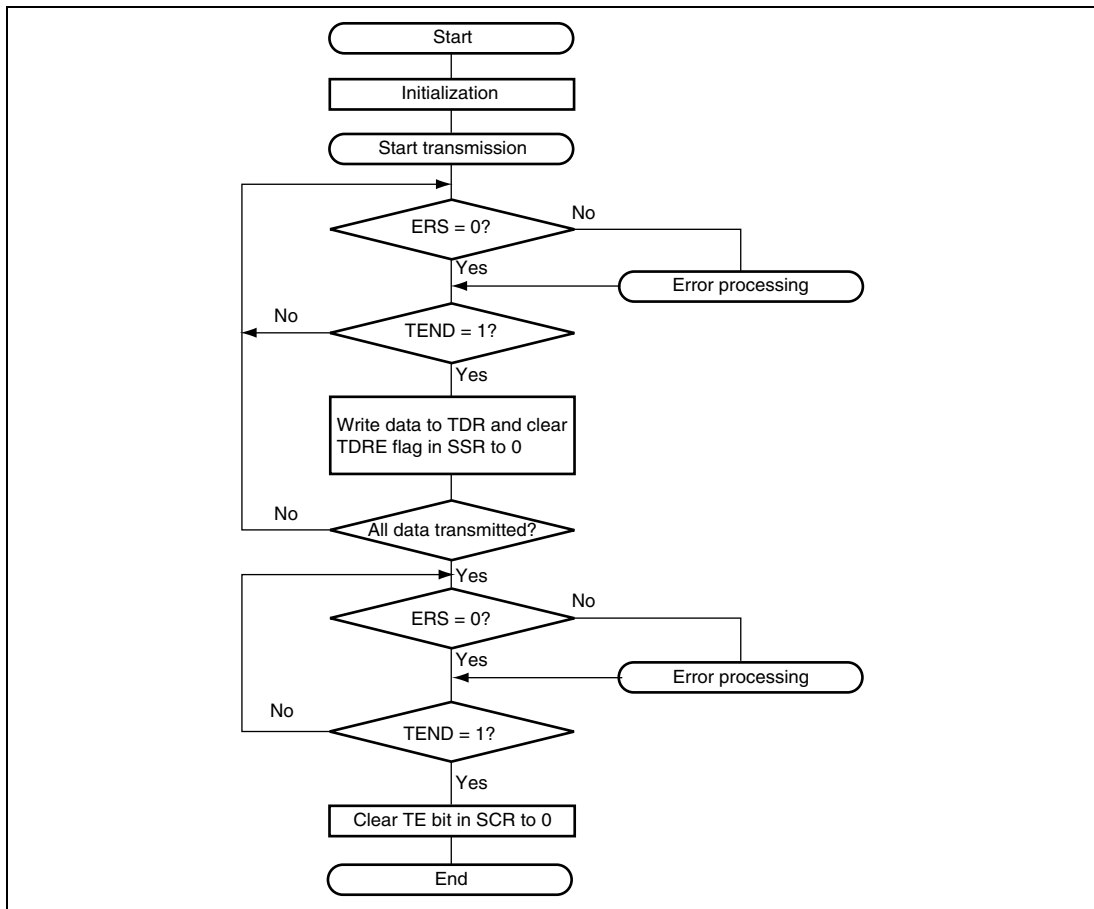 Start
Initialization
Start transmission
ERS = 0?
No
Yes
Error processing
No
TEND = 1?
Yes
Write data to TDR and clear
TDRE flag in SSR to 0
No
All data transmitted?
Yes
ERS = 0?
No
Yes
Error processing
No
TEND = 1?
Yes
Clear TE bit in SCR to 0
End